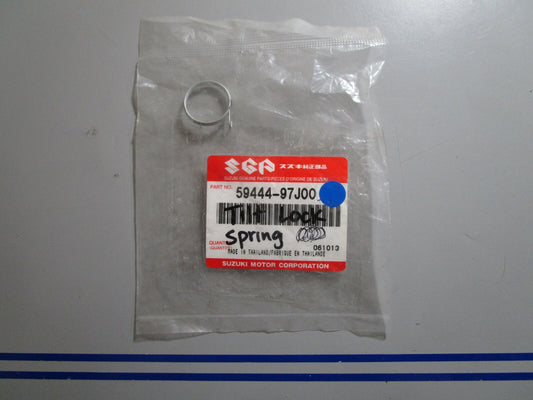 SGP スズキ純正部品
SUZUKI GENUINE PARTS/PIECES D'ORIGINE DE SUZUKI
PART NO. 59444-97J00
Tilt Lock
Spring
QUANTITY
(QUANTITE)
061013
MADE IN THAILAND/FABRIQUE EN THAILANDE
SUZUKI MOTOR CORPORATION